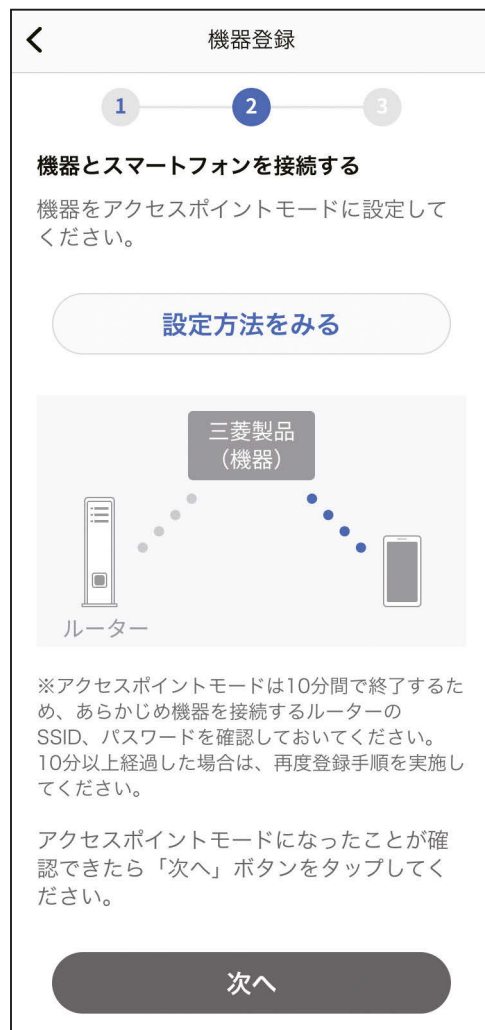 機器登録
1 2 3
機器とスマートフォンを接続する
機器をアクセスポイントモードに設定して
ください。
設定方法をみる
三菱製品
（機器）
ルーター
※アクセスポイントモードは10分間で終了するた
め、あらかじめ機器を接続するルーターの
SSID、パスワードを確認しておいてください。
10分以上経過した場合は、再度登録手順を実施し
てください。
アクセスポイントモードになったことが確
認できたら「次へ」ボタンをタップしてく
ださい。
次へ